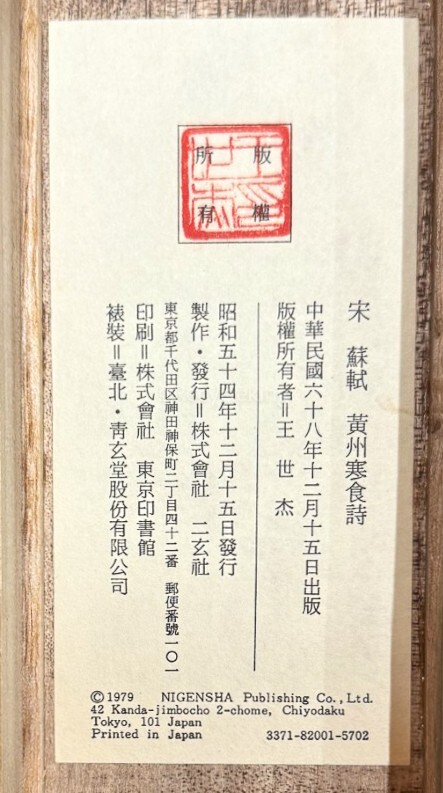 版權
所有
宋 蘇軾 黃州寒食詩
中華民國六十八年十二月十五日出版
版權所有者＝王 世 杰
昭和五十四年十二月十五日發行
製作・發行＝株式會社 二玄社
東京都千代田区神田神保町二丁目四十二番 郵便番號一〇一
印刷＝株式會社 東京印書館
裱裝＝臺北・靑玄堂股份有限公司
©1979 NIGENSHA Publishing Co., Ltd.
42 Kanda-jimbocho 2-chome, Chiyodaku
Tokyo, 101 Japan
Printed in Japan 3371-82001-5702